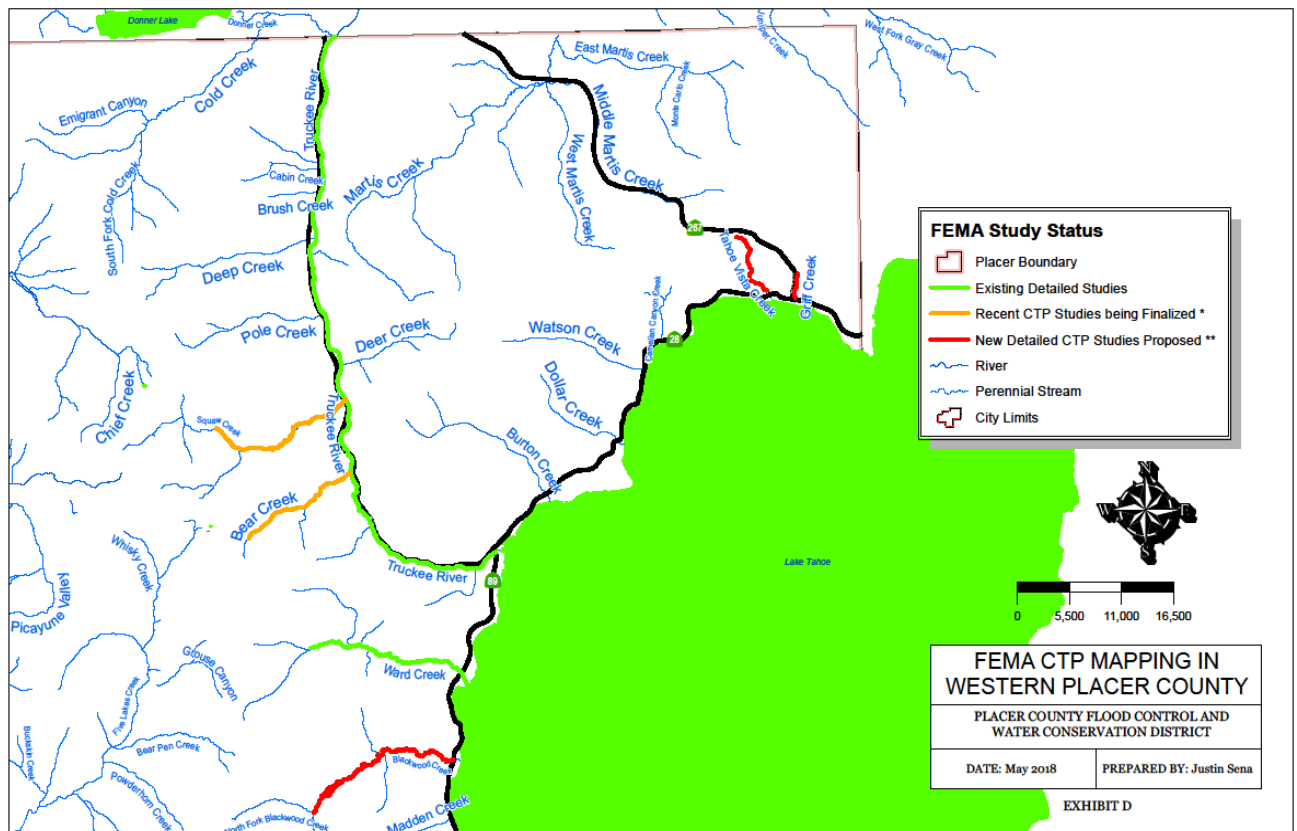 Donner Lake
Donner Creek
Juniper Creek
West Fork Gray Creek
East Martis Creek
Monte Carlo Creek
Cold Creek
Emigrant Canyon
Truckee River
Middle Martis Creek
West Martis Creek
Martis Creek
Cabin Creek
Brush Creek
South Fork Cold Creek
Deep Creek
267
Tahoe Vista Creek
Griff Creek
Pole Creek
Deer Creek
Watson Creek
Carnelian Canyon Creek
28
Dollar Creek
Chief Creek
Squaw Creek
Truckee River
Burton Creek
Bear Creek
Whisky Creek
Truckee River
89
Lake Tahoe
Picayune Valley
Grouse Canyon
Ward Creek
Five Lakes Creek
Buckskin Creek
Bear Pen Creek
Blackwood Creek
Powderhorn Creek
North Fork Blackwood Creek
Madden Creek
FEMA Study Status
Placer Boundary
Existing Detailed Studies
Recent CTP Studies being Finalized *
New Detailed CTP Studies Proposed **
River
Perennial Stream
City Limits
N
W
E
S
0 5,500 11,000 16,500
FEMA CTP MAPPING IN
WESTERN PLACER COUNTY
PLACER COUNTY FLOOD CONTROL AND
WATER CONSERVATION DISTRICT
DATE: May 2018
PREPARED BY: Justin Sena
EXHIBIT D